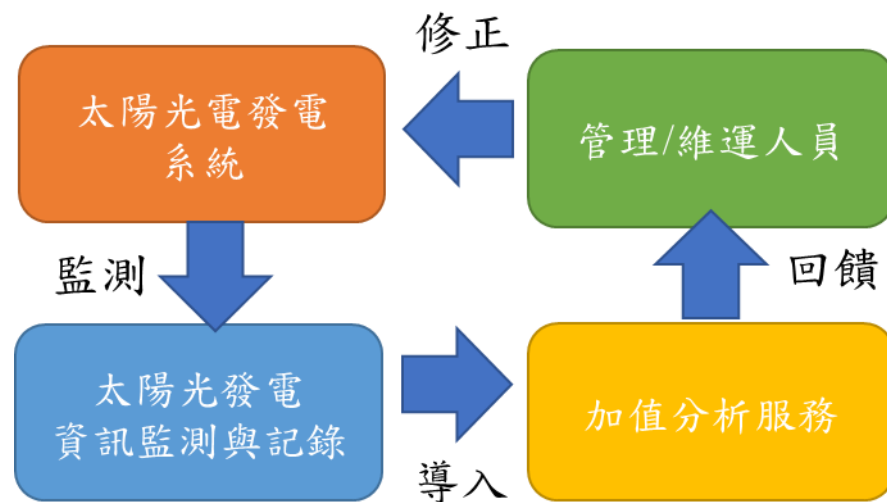 修正
太陽光電發電
系統
管理/維運人員
監測
回饋
太陽光發電
資訊監測與記錄
加值分析服務
導入